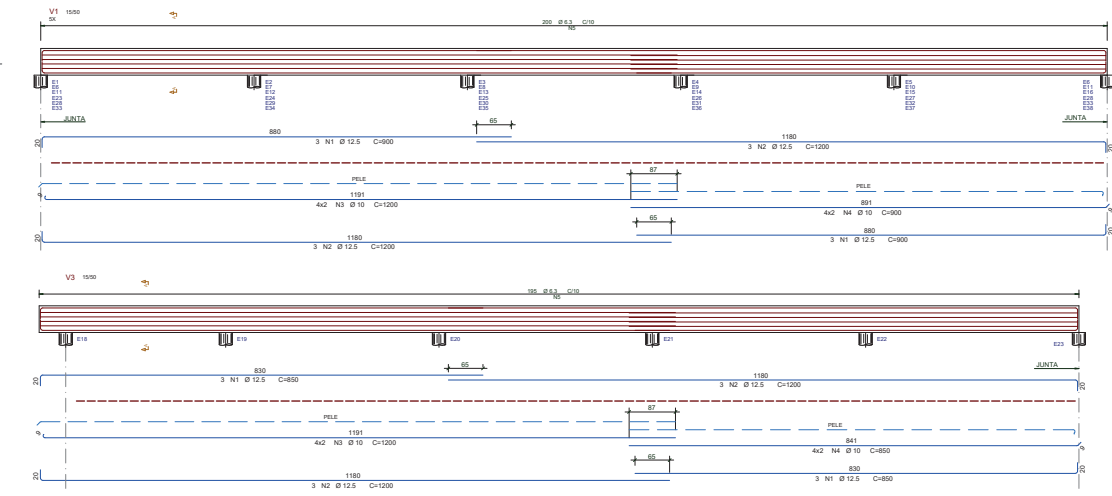 V1 15/50
5X
200 Ø 6.3 C/10
N5
E1
E6
E11
E23
E28
E33
E2
E7
E12
E24
E29
E34
E3
E8
E13
E25
E30
E35
E4
E9
E14
E26
E31
E36
E5
E10
E15
E27
E32
E37
E6
E11
E16
E28
E33
E38
JUNTA
JUNTA
20
880
3 N1 Ø 12.5 C=900
65
1180
3 N2 Ø 12.5 C=1200
20
PELE
87
PELE
9
1191
4x2 N3 Ø 10 C=1200
891
4x2 N4 Ø 10 C=900
9
65
20
1180
3 N2 Ø 12.5 C=1200
880
3 N1 Ø 12.5 C=900
20
V3 15/50
195 Ø 6.3 C/10
N5
E18
E19
E20
E21
E22
E23
JUNTA
20
830
3 N1 Ø 12.5 C=850
65
1180
3 N2 Ø 12.5 C=1200
20
PELE
87
PELE
9
1191
4x2 N3 Ø 10 C=1200
841
4x2 N4 Ø 10 C=850
9
65
20
1180
3 N2 Ø 12.5 C=1200
830
3 N1 Ø 12.5 C=850
20